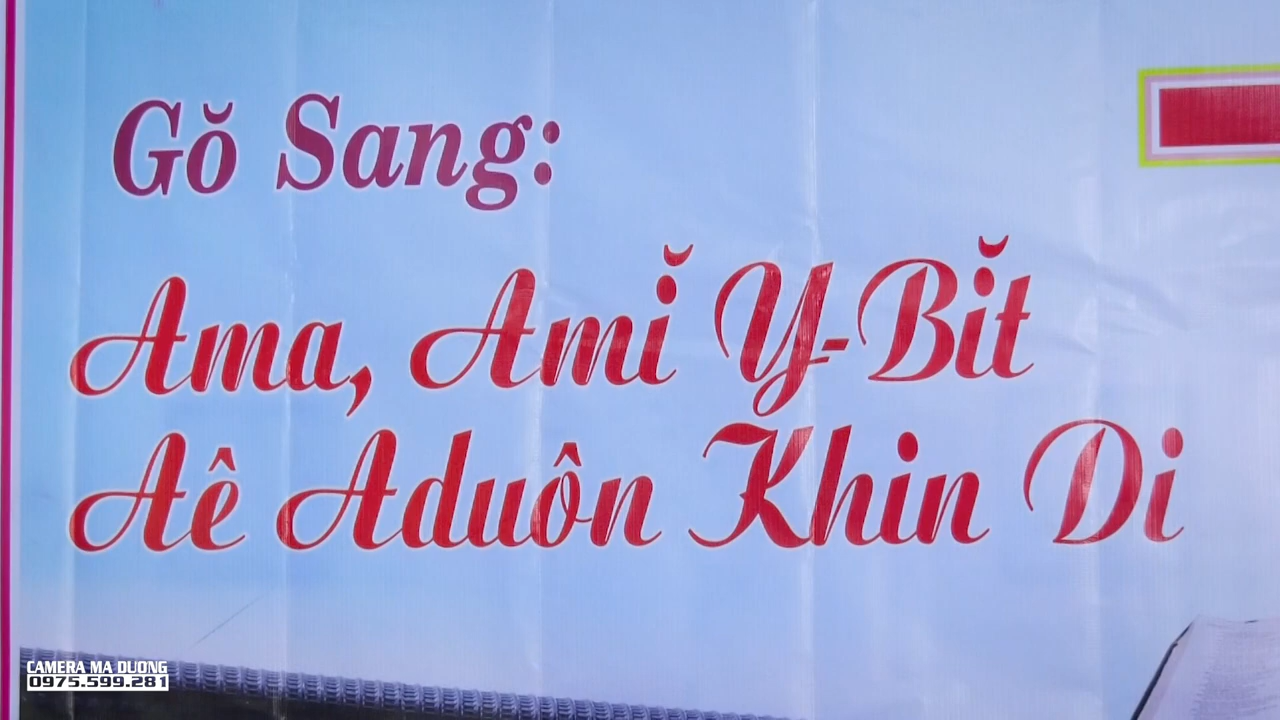 Gŏ Sang:
Ama, Amĭ Y-Bĭt
Aê Aduôn Khin Di
CAMERA MA DUONG
0975.599.281